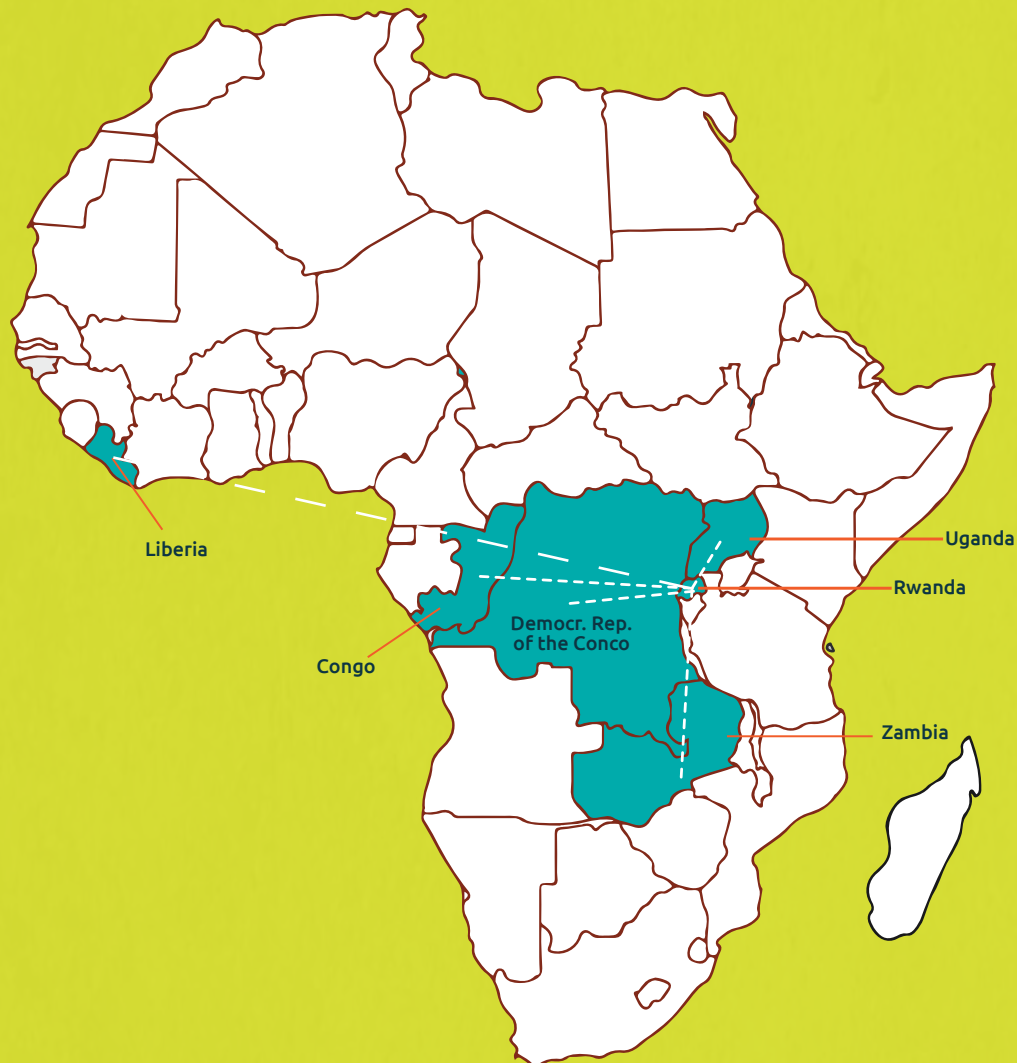 Liberia
Uganda
Rwanda
Democr. Rep.
of the Conco
Congo
Zambia